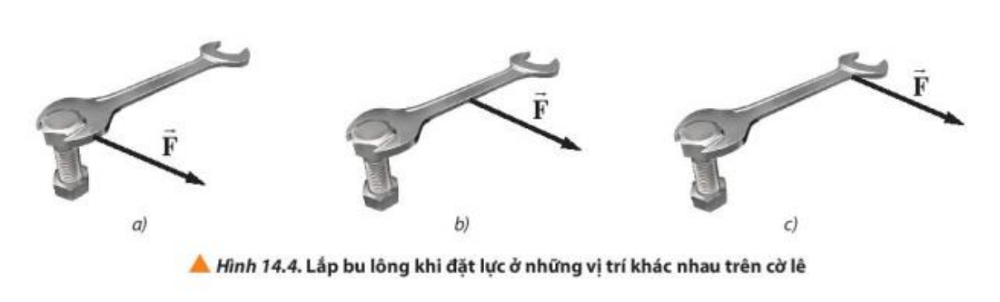 F⃗
F⃗
F⃗
a)
b)
c)
Hình 14.4. Lắp bu lông khi đặt lực ở những vị trí khác nhau trên cờ lê